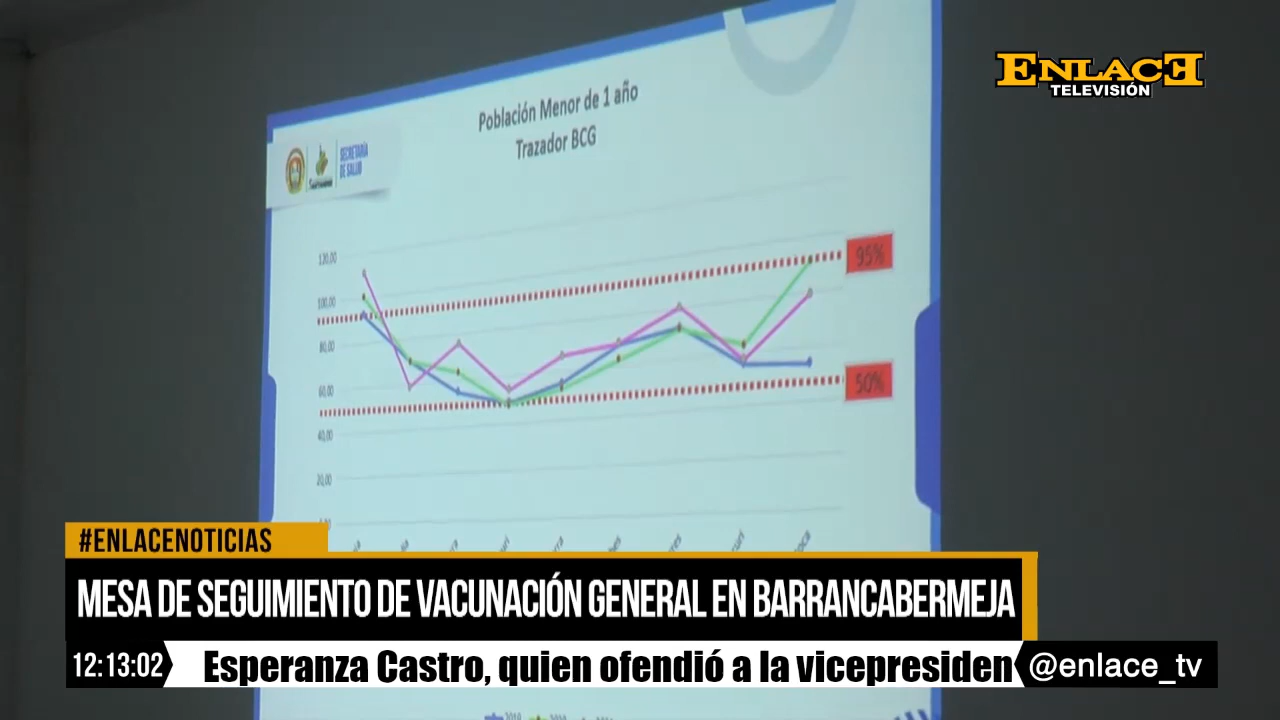 ENLACE
TELEVISIÓN
Población Menor de 1 año
Trazador BCG
SECRETARÍA
DE SALUD
120,00
100,00
80,00
60,00
40,00
20,00
95%
50%
#ENLACENOTICIAS
MESA DE SEGUIMIENTO DE VACUNACIÓN GENERAL EN BARRANCABERMEJA
12:13:02
Esperanza Castro, quien ofendió a la vicepresiden
@enlace_tv